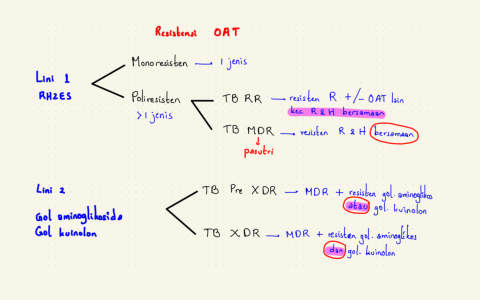 Resistensi OAT
Lini 1
RHZES
Monoresisten → 1 jenis
Poliresisten
>1 jenis
TB RR → resisten R +/- OAT lain
kec R & H bersamaan
TB MDR → resisten R & H bersamaan
pasutri
Lini 2
Gol aminoglikosida
Gol kuinolon
TB Pre XDR → MDR + resisten gol. aminoglikos
atau gol. kuinolon
TB XDR → MDR + resisten gol. aminoglikos
dan gol. kuinolon